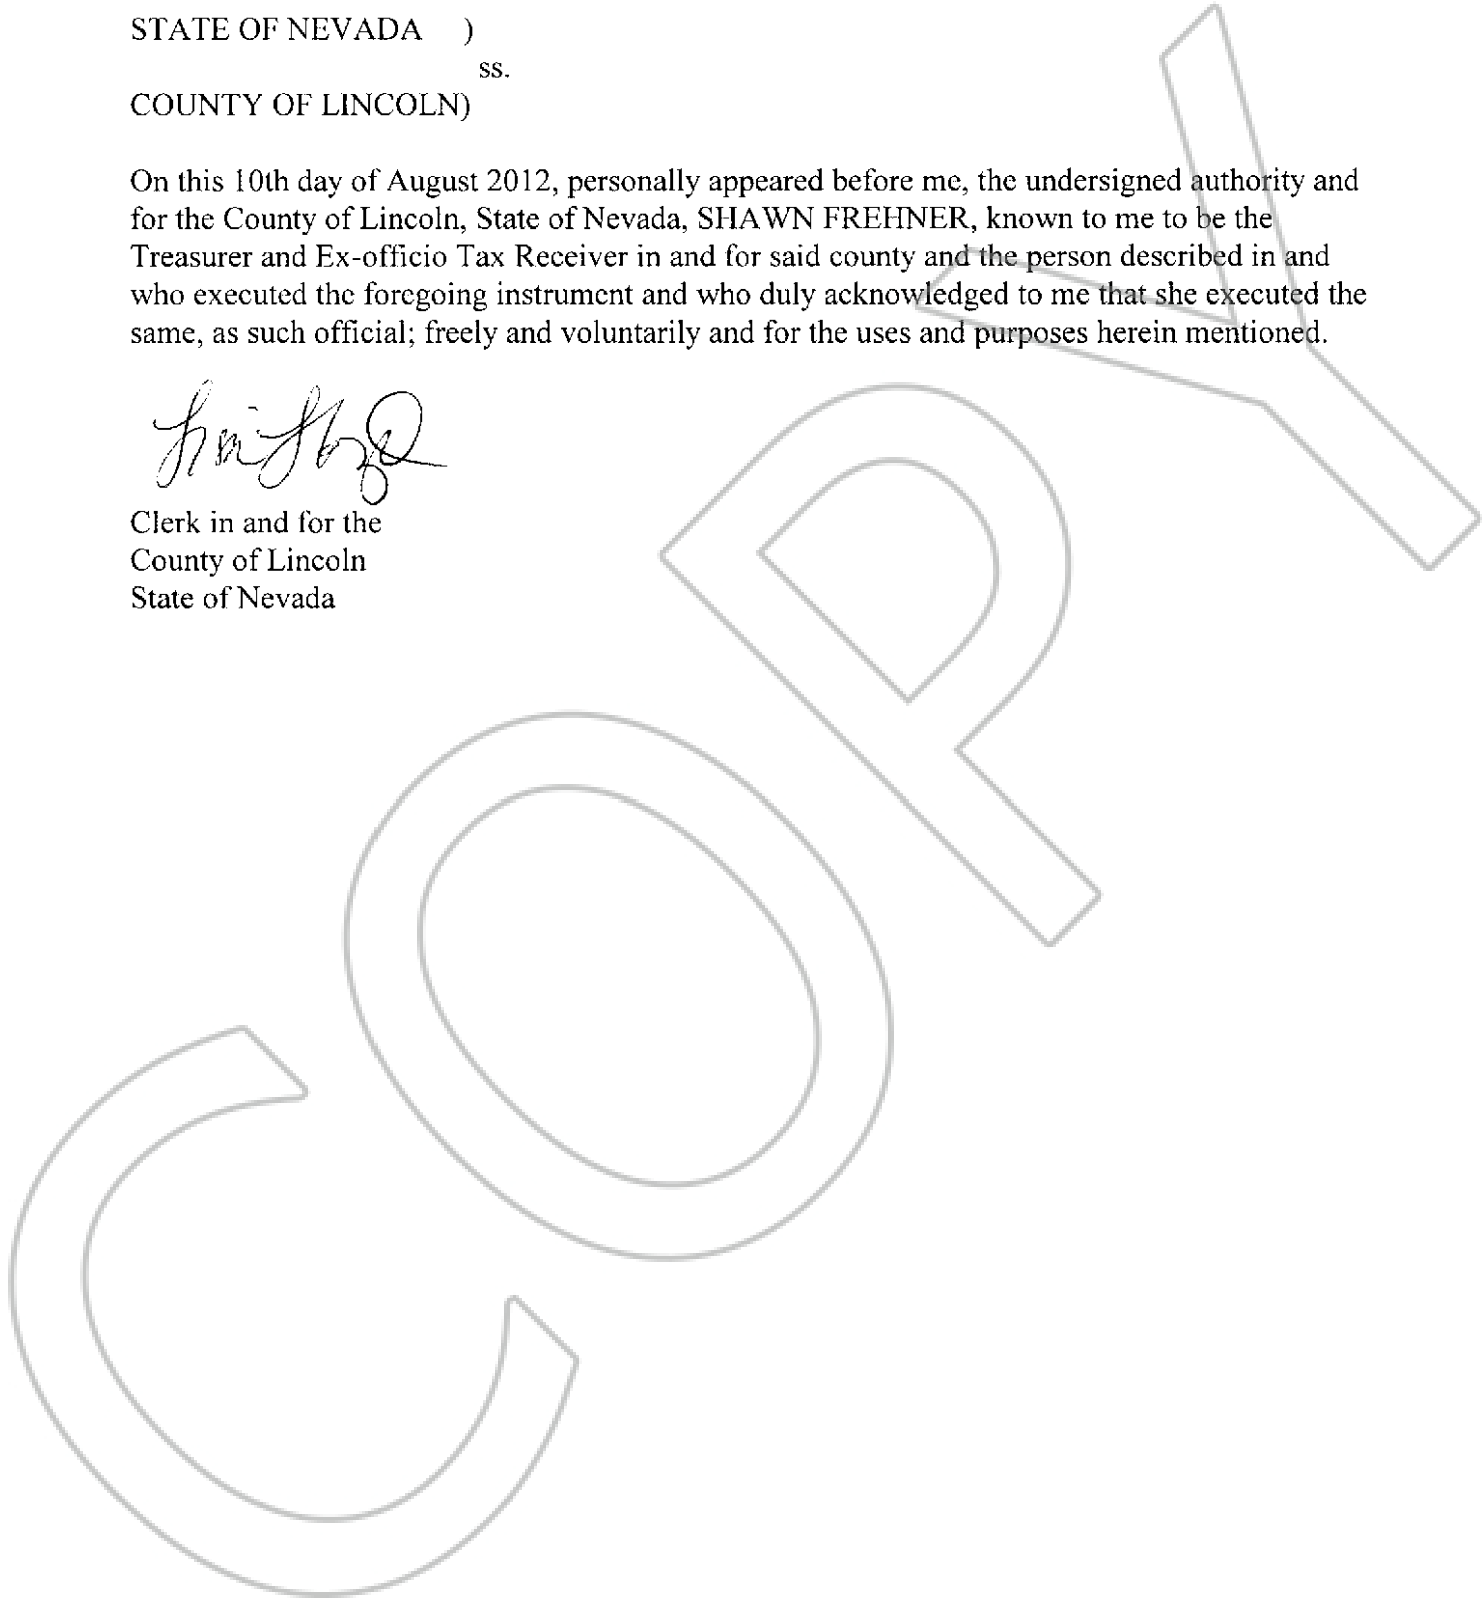 STATE OF NEVADA )
ss.
COUNTY OF LINCOLN)
On this 10th day of August 2012, personally appeared before me, the undersigned authority and
for the County of Lincoln, State of Nevada, SHAWN FREHNER, known to me to be the
Treasurer and Ex-officio Tax Receiver in and for said county and the person described in and
who executed the foregoing instrument and who duly acknowledged to me that she executed the
same, as such official; freely and voluntarily and for the uses and purposes herein mentioned.
Clerk in and for the
County of Lincoln
State of Nevada
COPY